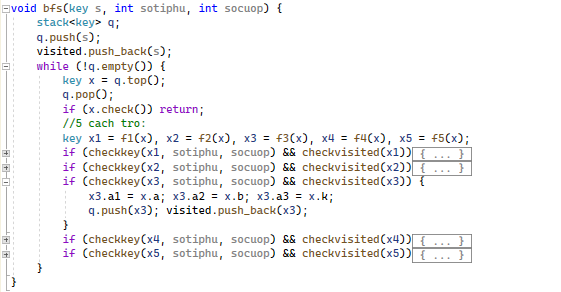 void bfs(key s, int sotiphu, int socuop) {
    stack<key> q;
    q.push(s);
    visited.push_back(s);
    while (!q.empty()) {
        key x = q.top();
        q.pop();
        if (x.check()) return;
        //5 cach tro:
        key x1 = f1(x), x2 = f2(x), x3 = f3(x), x4 = f4(x), x5 = f5(x);
        if (checkkey(x1, sotiphu, socuop) && checkvisited(x1)) { ... }
        if (checkkey(x2, sotiphu, socuop) && checkvisited(x2)) { ... }
        if (checkkey(x3, sotiphu, socuop) && checkvisited(x3)) {
            x3.a1 = x.a; x3.a2 = x.b; x3.a3 = x.k;
            q.push(x3); visited.push_back(x3);
        }
        if (checkkey(x4, sotiphu, socuop) && checkvisited(x4)) { ... }
        if (checkkey(x5, sotiphu, socuop) && checkvisited(x5)) { ... }
    }
}